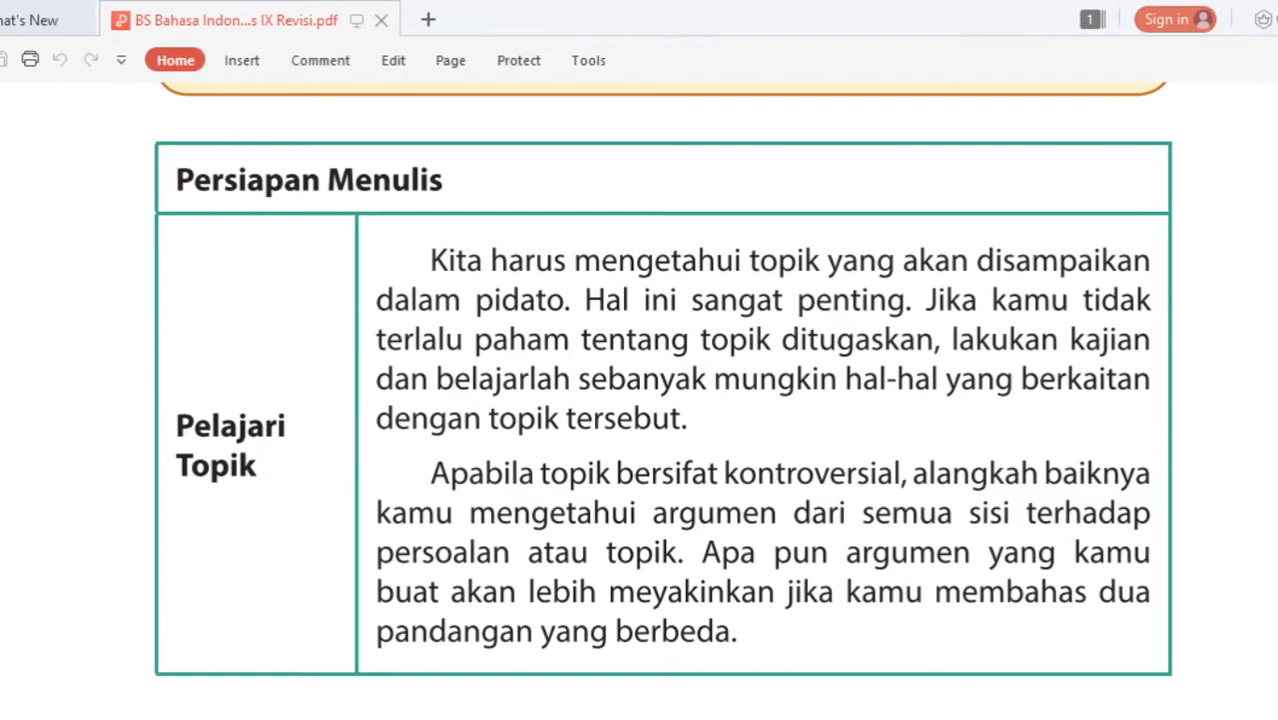 hat's New
BS Bahasa Indon...s IX Revisi.pdf
1
Sign in
Home
Insert
Comment
Edit
Page
Protect
Tools
Persiapan Menulis
Pelajari
Topik
Kita harus mengetahui topik yang akan disampaikan
dalam pidato. Hal ini sangat penting. Jika kamu tidak
terlalu paham tentang topik ditugaskan, lakukan kajian
dan belajarlah sebanyak mungkin hal-hal yang berkaitan
dengan topik tersebut.
Apabila topik bersifat kontroversial, alangkah baiknya
kamu mengetahui argumen dari semua sisi terhadap
persoalan atau topik. Apa pun argumen yang kamu
buat akan lebih meyakinkan jika kamu membahas dua
pandangan yang berbeda.